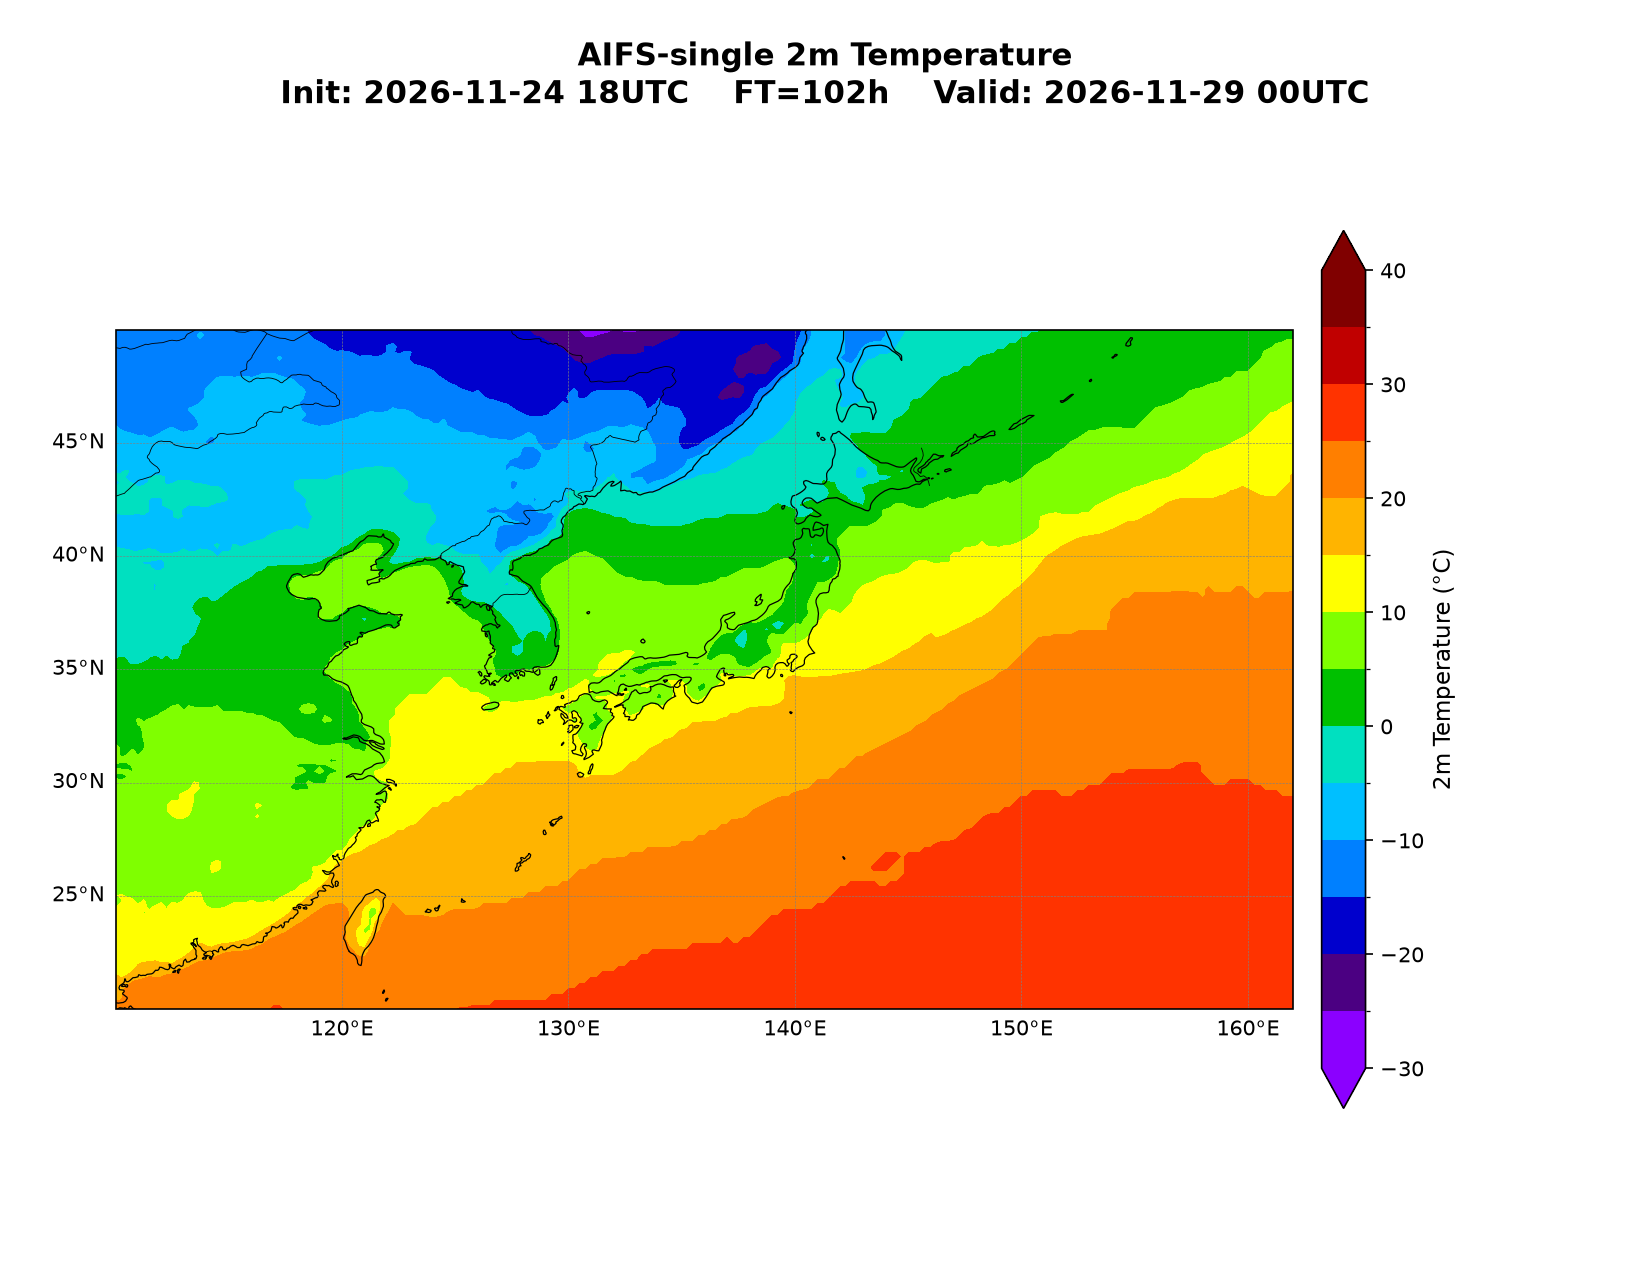 AIFS-single 2m Temperature
Init: 2026-11-24 18UTC    FT=102h    Valid: 2026-11-29 00UTC
45°N
40°N
35°N
30°N
25°N
120°E
130°E
140°E
150°E
160°E
40
30
20
10
0
−10
−20
−30
2m Temperature (°C)